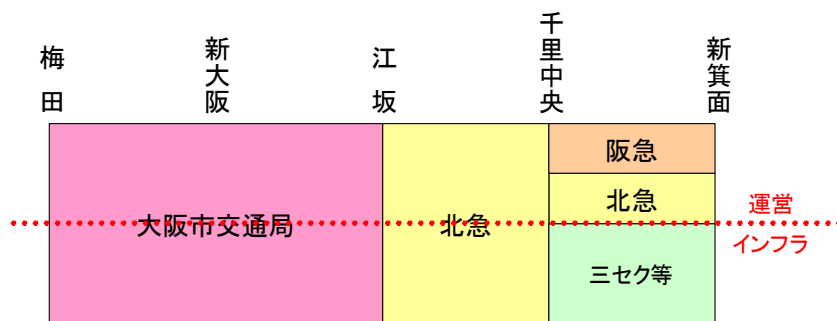 梅田
新大阪
江坂
千里中央
新箕面
大阪市交通局
北急
阪急
北急
三セク等
運営
インフラ